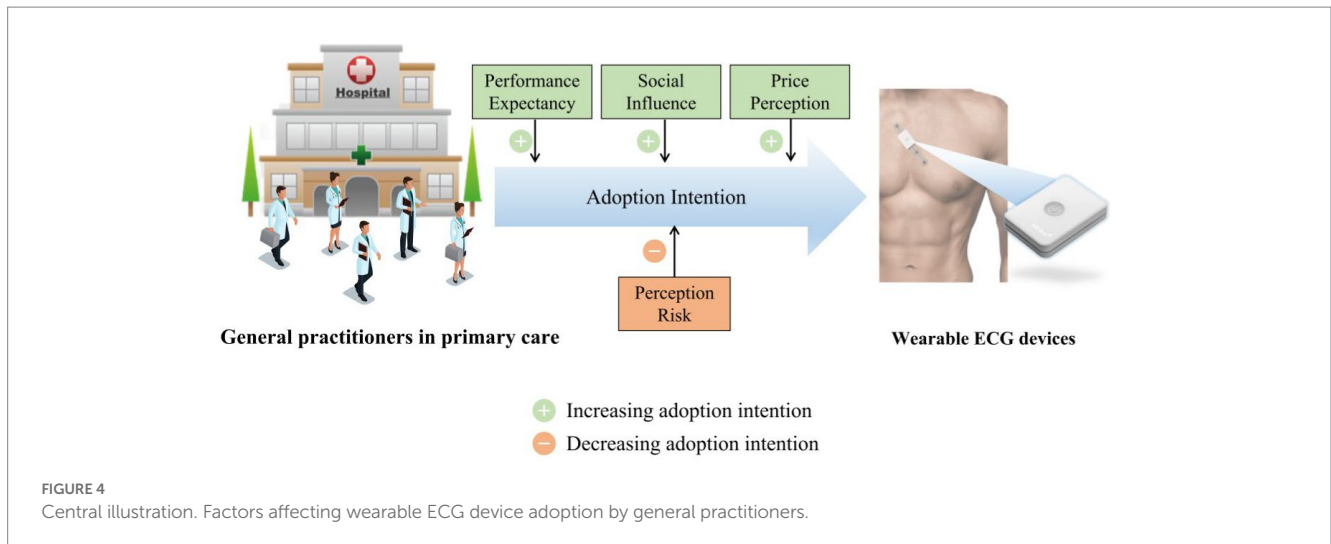 Hospital
Performance
Expectancy
Social
Influence
Price
Perception
+
+
+
Adoption Intention
−
Perception
Risk
General practitioners in primary care
Wearable ECG devices
+ Increasing adoption intention
− Decreasing adoption intention
FIGURE 4
Central illustration. Factors affecting wearable ECG device adoption by general practitioners.